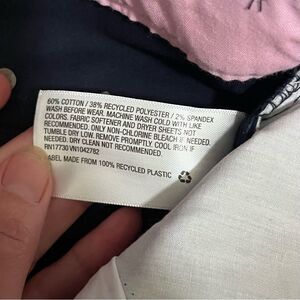 60% COTTON / 38% RECYCLED POLYESTER / 2% SPANDEX
WASH BEFORE WEAR. MACHINE WASH COLD WITH LIKE
COLORS. FABRIC SOFTENER AND DRYER SHEETS NOT
RECOMMENDED. ONLY NON-CHLORINE BLEACH IF NEEDED.
TUMBLE DRY LOW. REMOVE PROMPTLY. COOL IRON IF
NEEDED. DRY CLEAN NOT RECOMMENDED.
RN17730 VN1042762
LABEL MADE FROM 100% RECYCLED PLASTIC